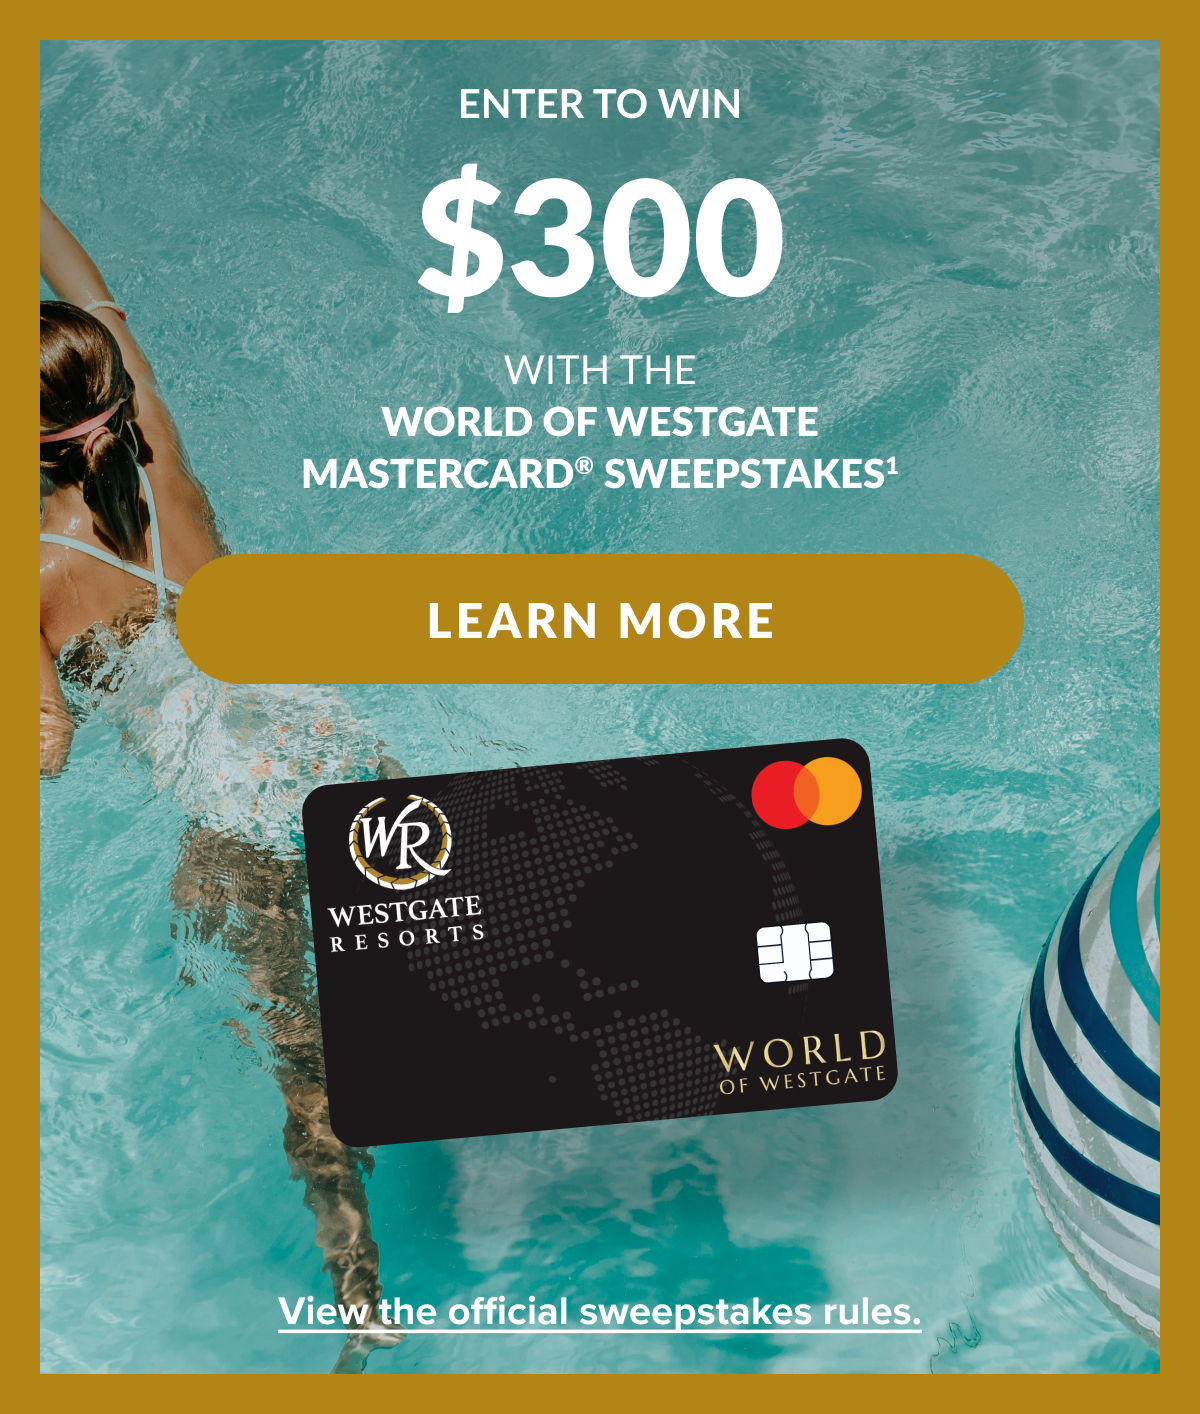 ENTER TO WIN
$300
WITH THE
WORLD OF WESTGATE
MASTERCARD® SWEEPSTAKES¹
LEARN MORE
WR
WESTGATE
RESORTS
WORLD
OF WESTGATE
View the official sweepstakes rules.